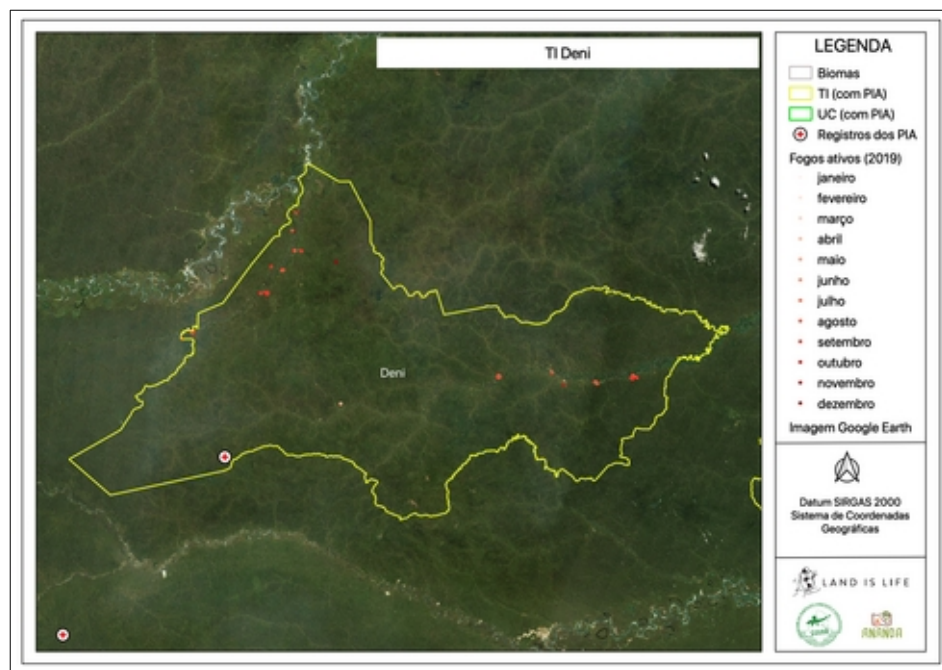 TI Deni
Deni
LEGENDA
Biomas
TI (com PIA)
UC (com PIA)
Registros dos PIA
Fogos ativos (2019)
janeiro
fevereiro
março
abril
maio
junho
julho
agosto
setembro
outubro
novembro
dezembro
Imagem Google Earth
Datum SIRGAS 2000
Sistema de Coordenadas
Geográficas
LAND IS LIFE
ANANDA